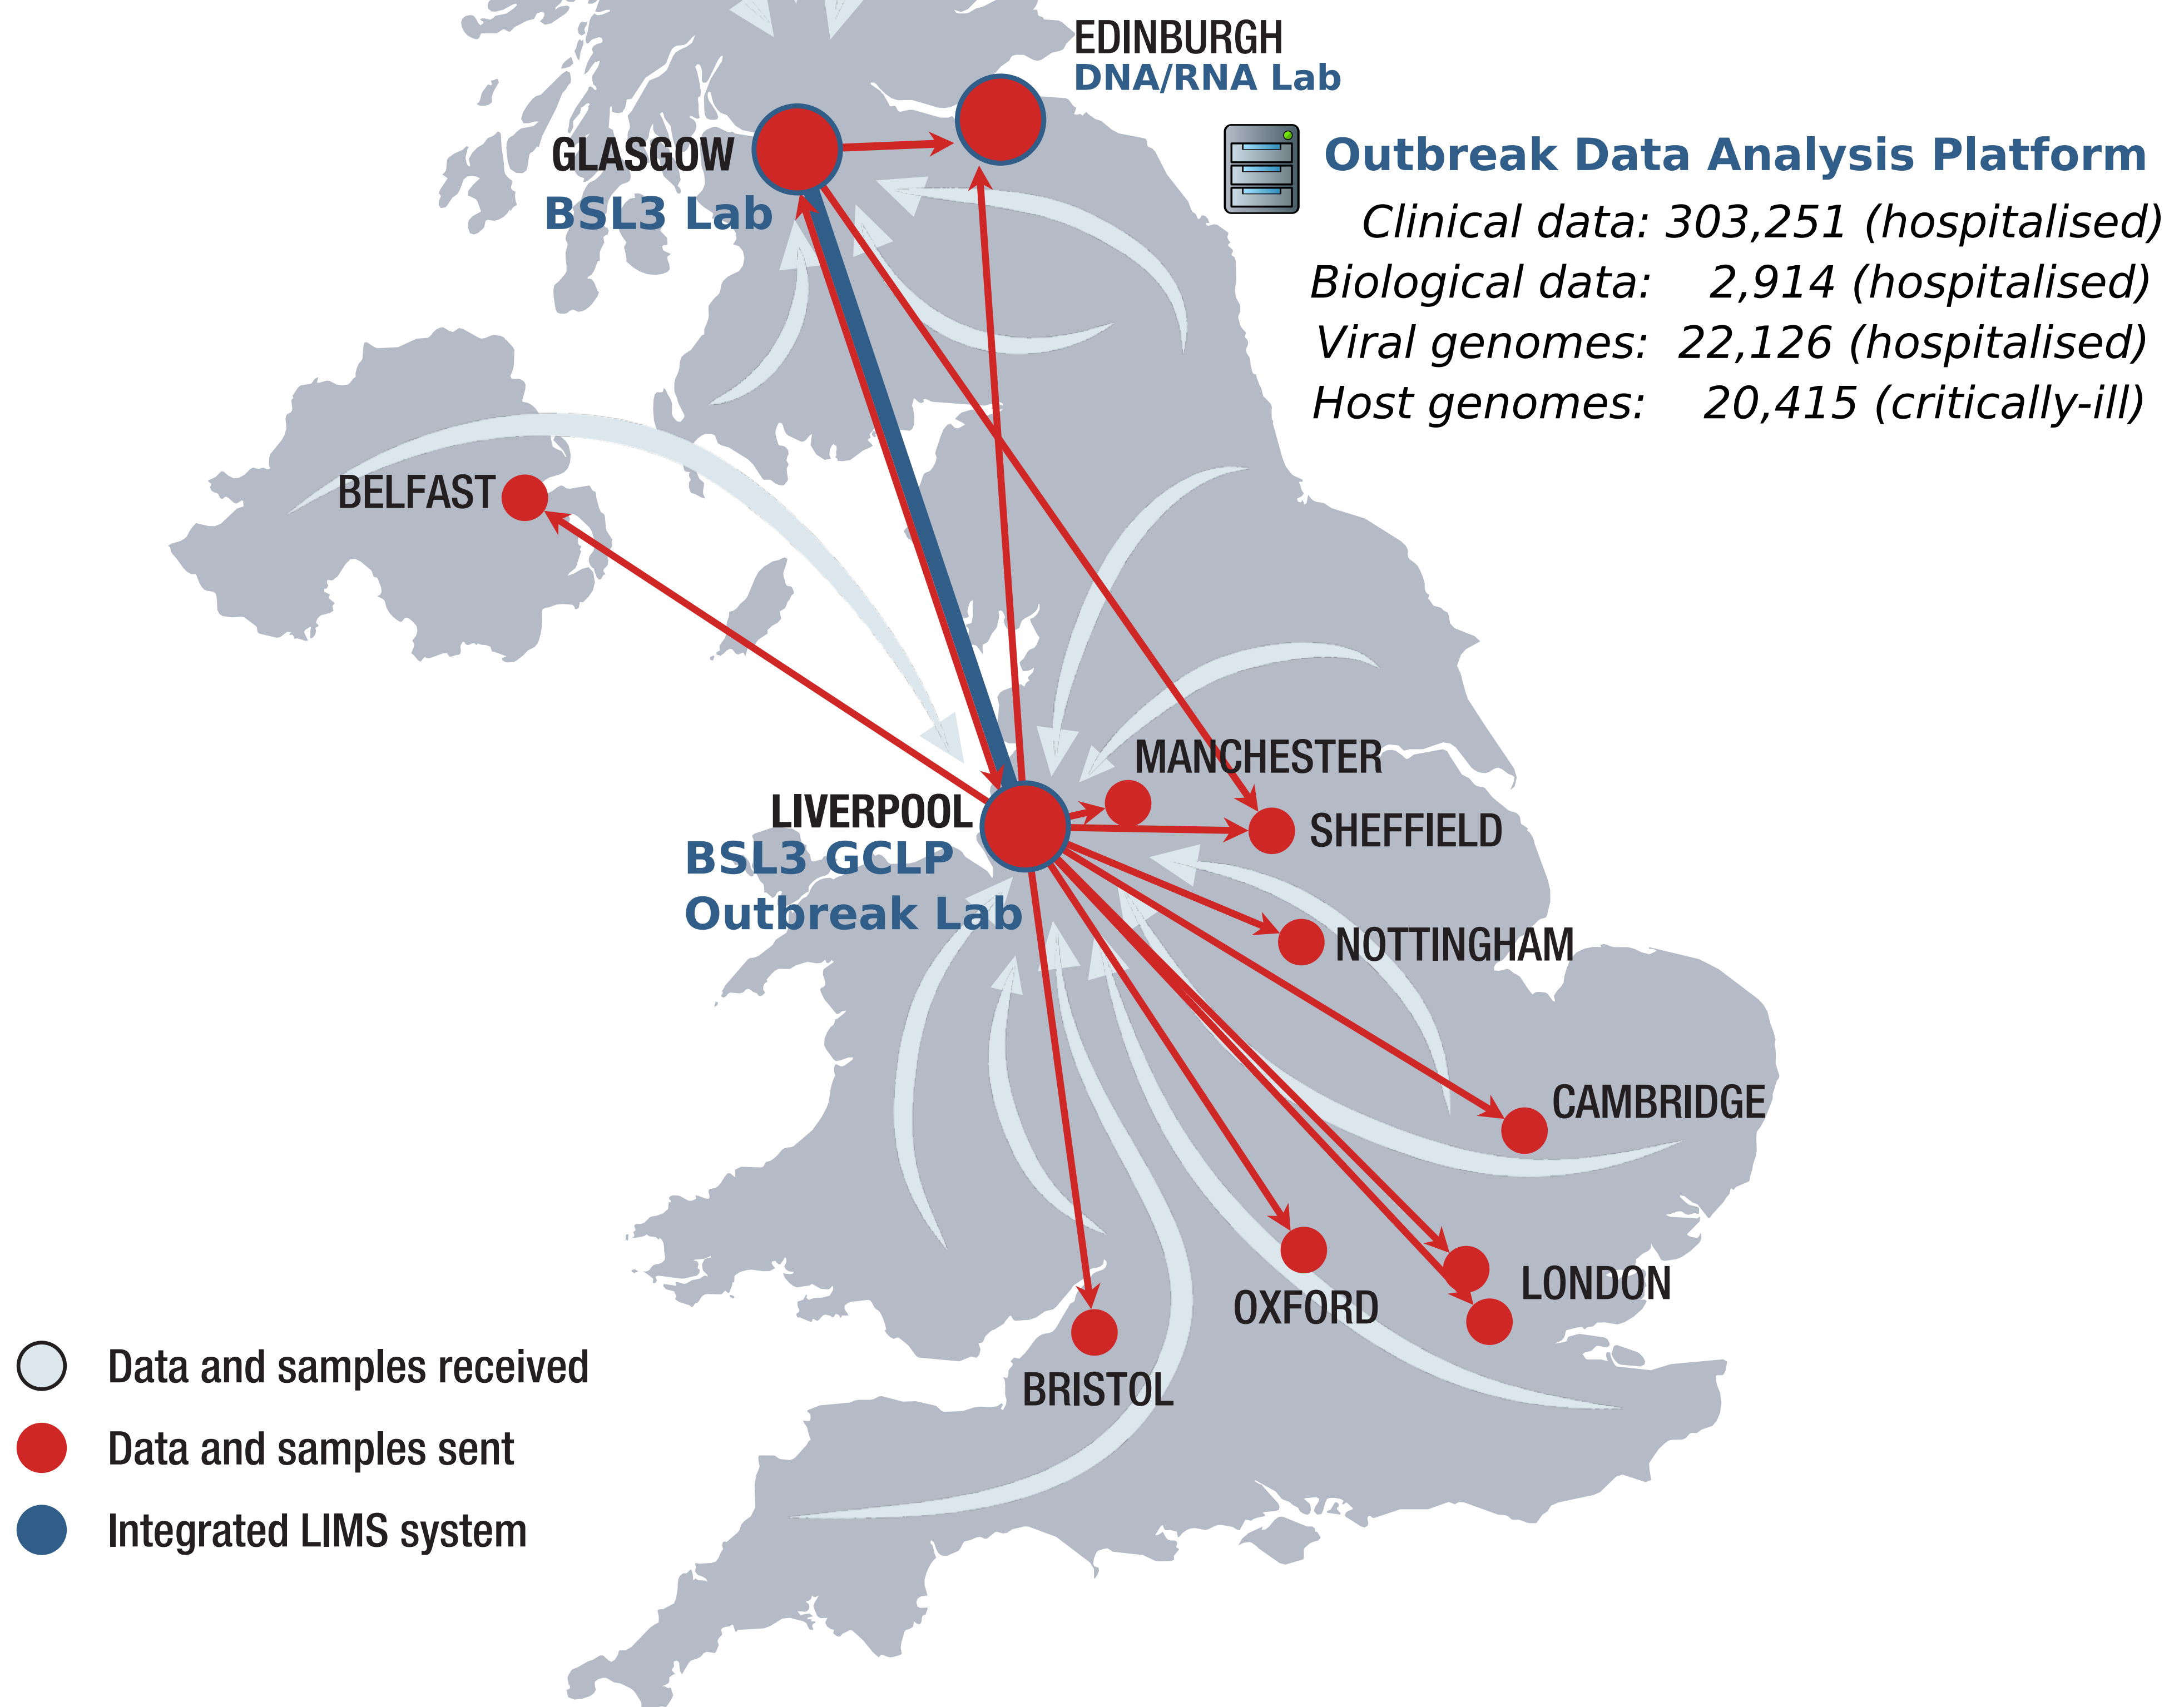 EDINBURGH
DNA/RNA Lab
GLASGOW
BSL3 Lab
Outbreak Data Analysis Platform
Clinical data: 303,251 (hospitalised)
Biological data: 2,914 (hospitalised)
Viral genomes: 22,126 (hospitalised)
Host genomes: 20,415 (critically-ill)
BELFAST
MANCHESTER
LIVERPOOL
BSL3 GCLP
Outbreak Lab
SHEFFIELD
NOTTINGHAM
CAMBRIDGE
LONDON
OXFORD
BRISTOL
Data and samples received
Data and samples sent
Integrated LIMS system